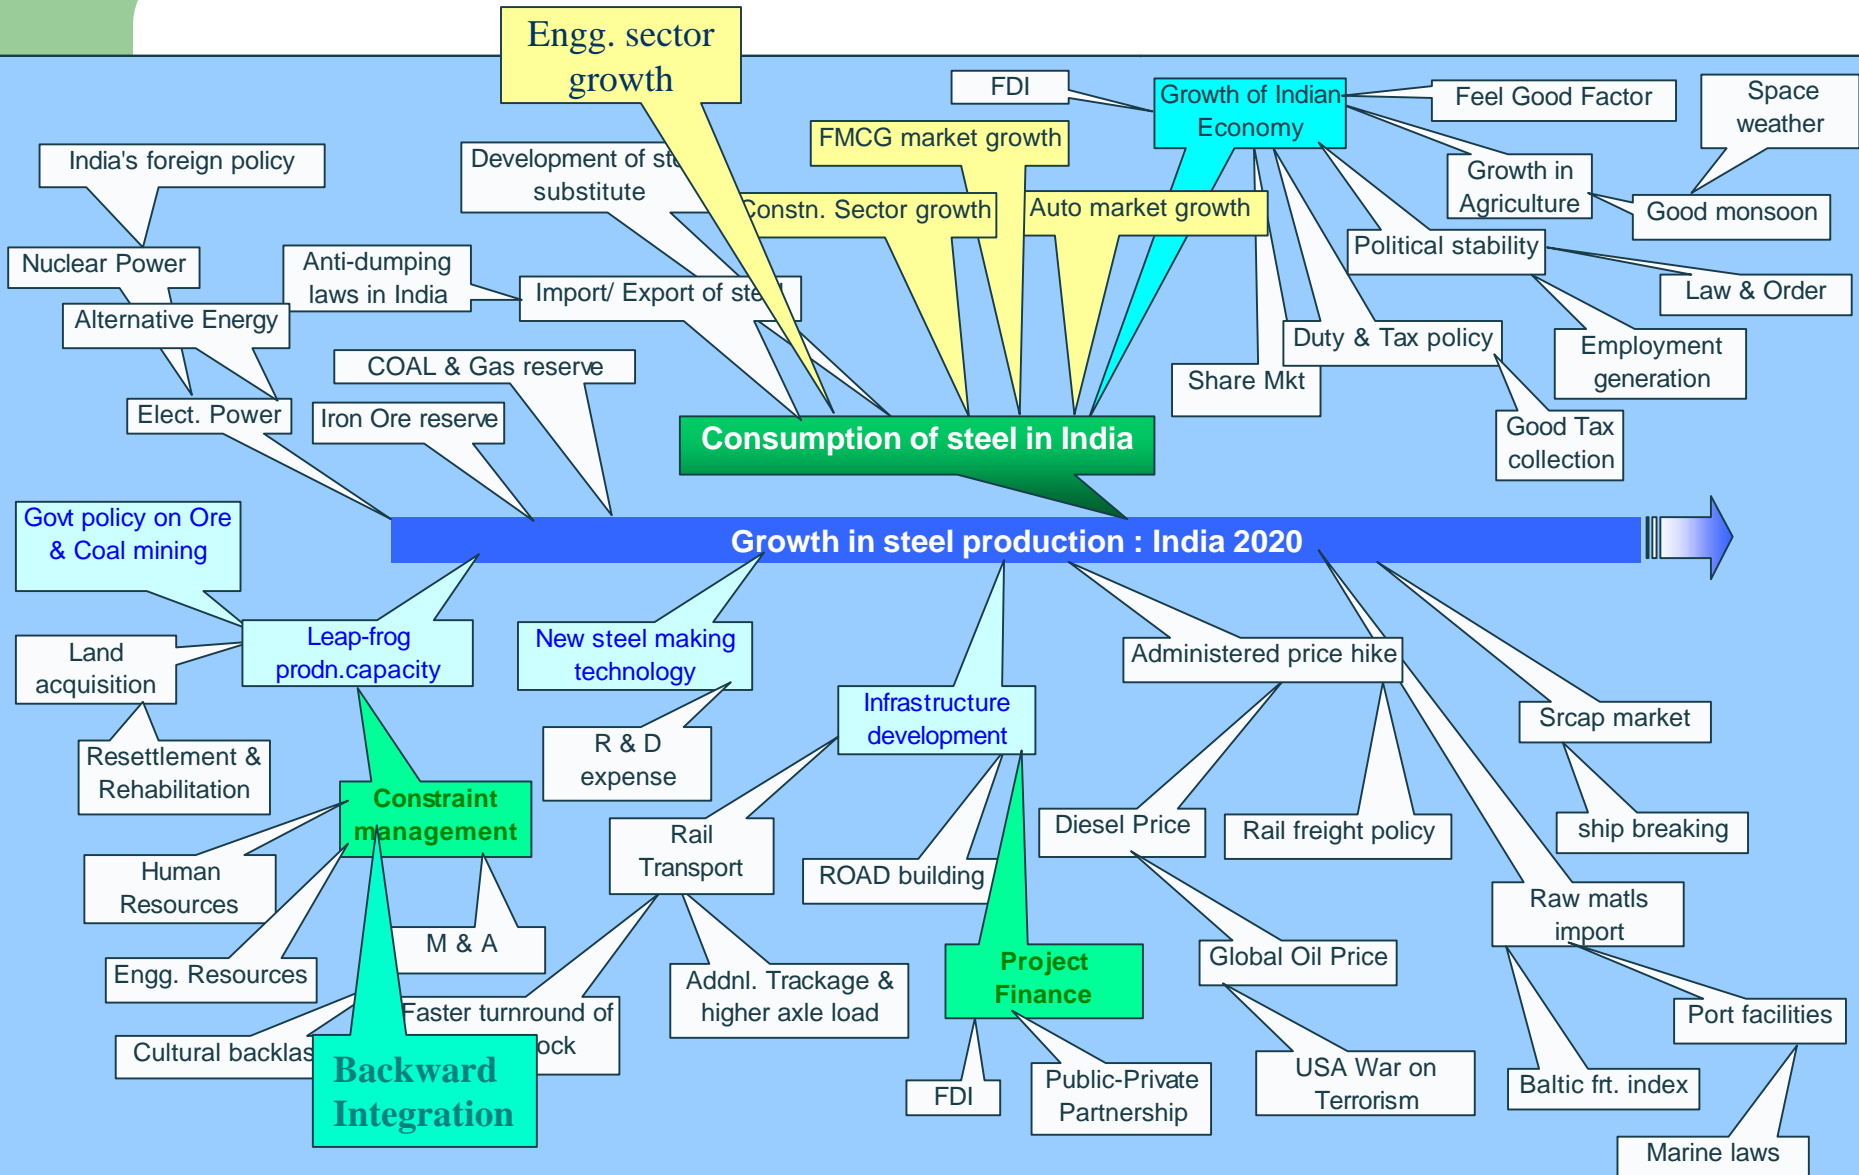 Engg. sector
growth
FDI
Growth of Indian
Economy
Feel Good Factor
Space
weather
India's foreign policy
Development of
substitute
FMCG market growth
Growth in
Agriculture
Good monsoon
Constn. Sector growth
Auto market growth
Political stability
Law & Order
Nuclear Power
Anti-dumping
laws in India
Import/ Export of steel
Alternative Energy
Duty & Tax policy
Employment
generation
COAL & Gas reserve
Share Mkt
Elect. Power
Iron Ore reserve
Consumption of steel in India
Good Tax
collection
Govt policy on Ore
& Coal mining
Growth in steel production : India 2020
Land
acquisition
Leap-frog
prodn.capacity
New steel making
technology
Administered price hike
Infrastructure
development
Srcap market
Resettlement &
Rehabilitation
R & D
expense
Constraint
management
Rail
Transport
Diesel Price
Rail freight policy
ship breaking
Human
Resources
ROAD building
Raw matls
import
M & A
Engg. Resources
Addnl. Trackage &
higher axle load
Project
Finance
Global Oil Price
Port facilities
Faster turnround of
Cultural
Backward
Integration
FDI
Public-Private
Partnership
USA War on
Terrorism
Baltic frt. index
Marine laws